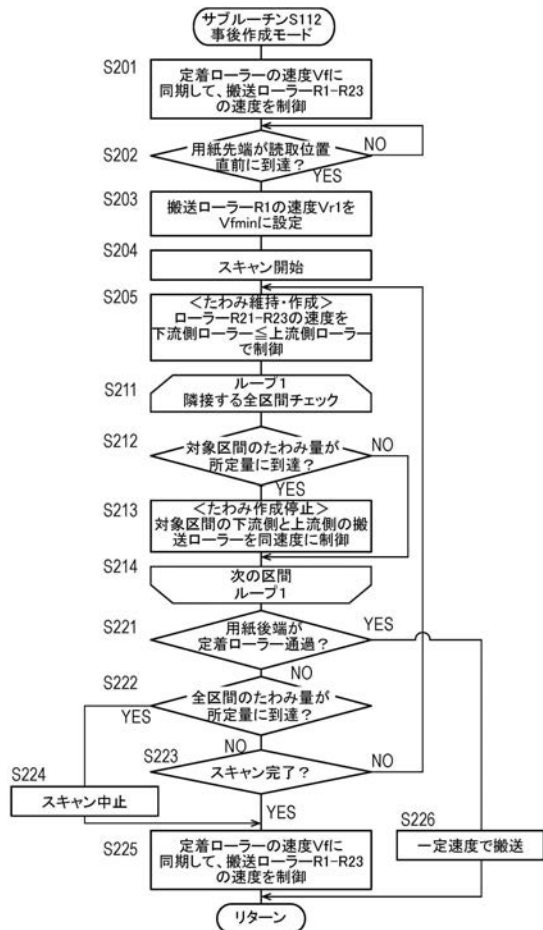 サブルーチンS112
事後作成モード
S201
定着ローラーの速度Vfに
同期して、搬送ローラーR1-R23
の速度を制御
S202
用紙先端が読取位置
直前に到達?
NO
YES
S203
搬送ローラーR1の速度Vr1を
Vfminに設定
S204
スキャン開始
S205
<たわみ維持・作成>
ローラーR21-R23の速度を
下流側ローラー≦上流側ローラー
で制御
S211
ループ1
隣接する全区間チェック
S212
対象区間のたわみ量が
所定量に到達?
NO
YES
S213
<たわみ作成停止>
対象区間の下流側と上流側の搬
送ローラーを同速度に制御
S214
次の区間
ループ1
S221
用紙後端が
定着ローラー通過?
YES
NO
S222
全区間のたわみ量が
所定量に到達?
YES
NO
S223
スキャン完了?
NO
YES
S224
スキャン中止
S225
定着ローラーの速度Vfに
同期して、搬送ローラーR1-R23
の速度を制御
S226
一定速度で搬送
リターン